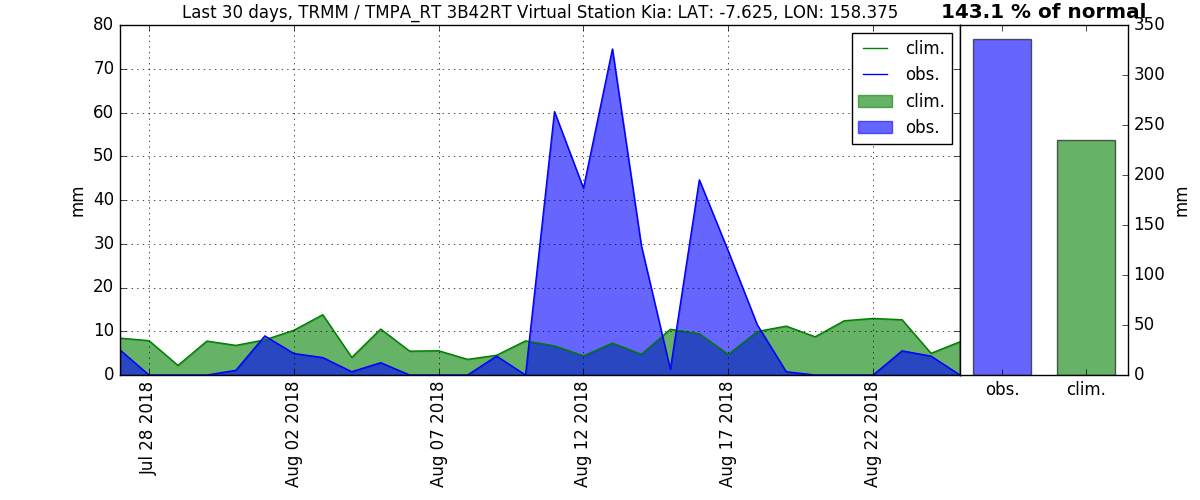 Last 30 days, TRMM / TMPA_RT 3B42RT Virtual Station Kia: LAT: -7.625, LON: 158.375
143.1 % of normal
80
70
60
50
40
30
20
10
0
mm
clim.
obs.
clim.
obs.
350
300
250
200
150
100
50
0
mm
Jul 28 2018
Aug 02 2018
Aug 07 2018
Aug 12 2018
Aug 17 2018
Aug 22 2018
obs.
clim.